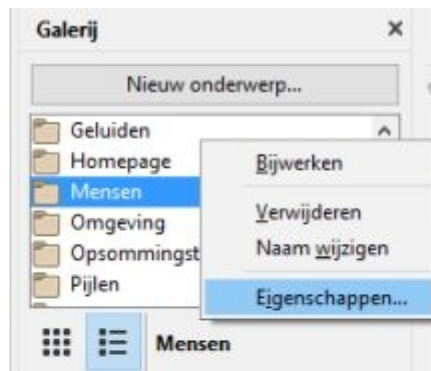 Galerij
Nieuw onderwerp...
Geluiden
Homepage
Mensen
Omgeving
Opsommingst
Pijlen
Bijwerken
Verwijderen
Naam wijzigen
Eigenschappen...
Mensen